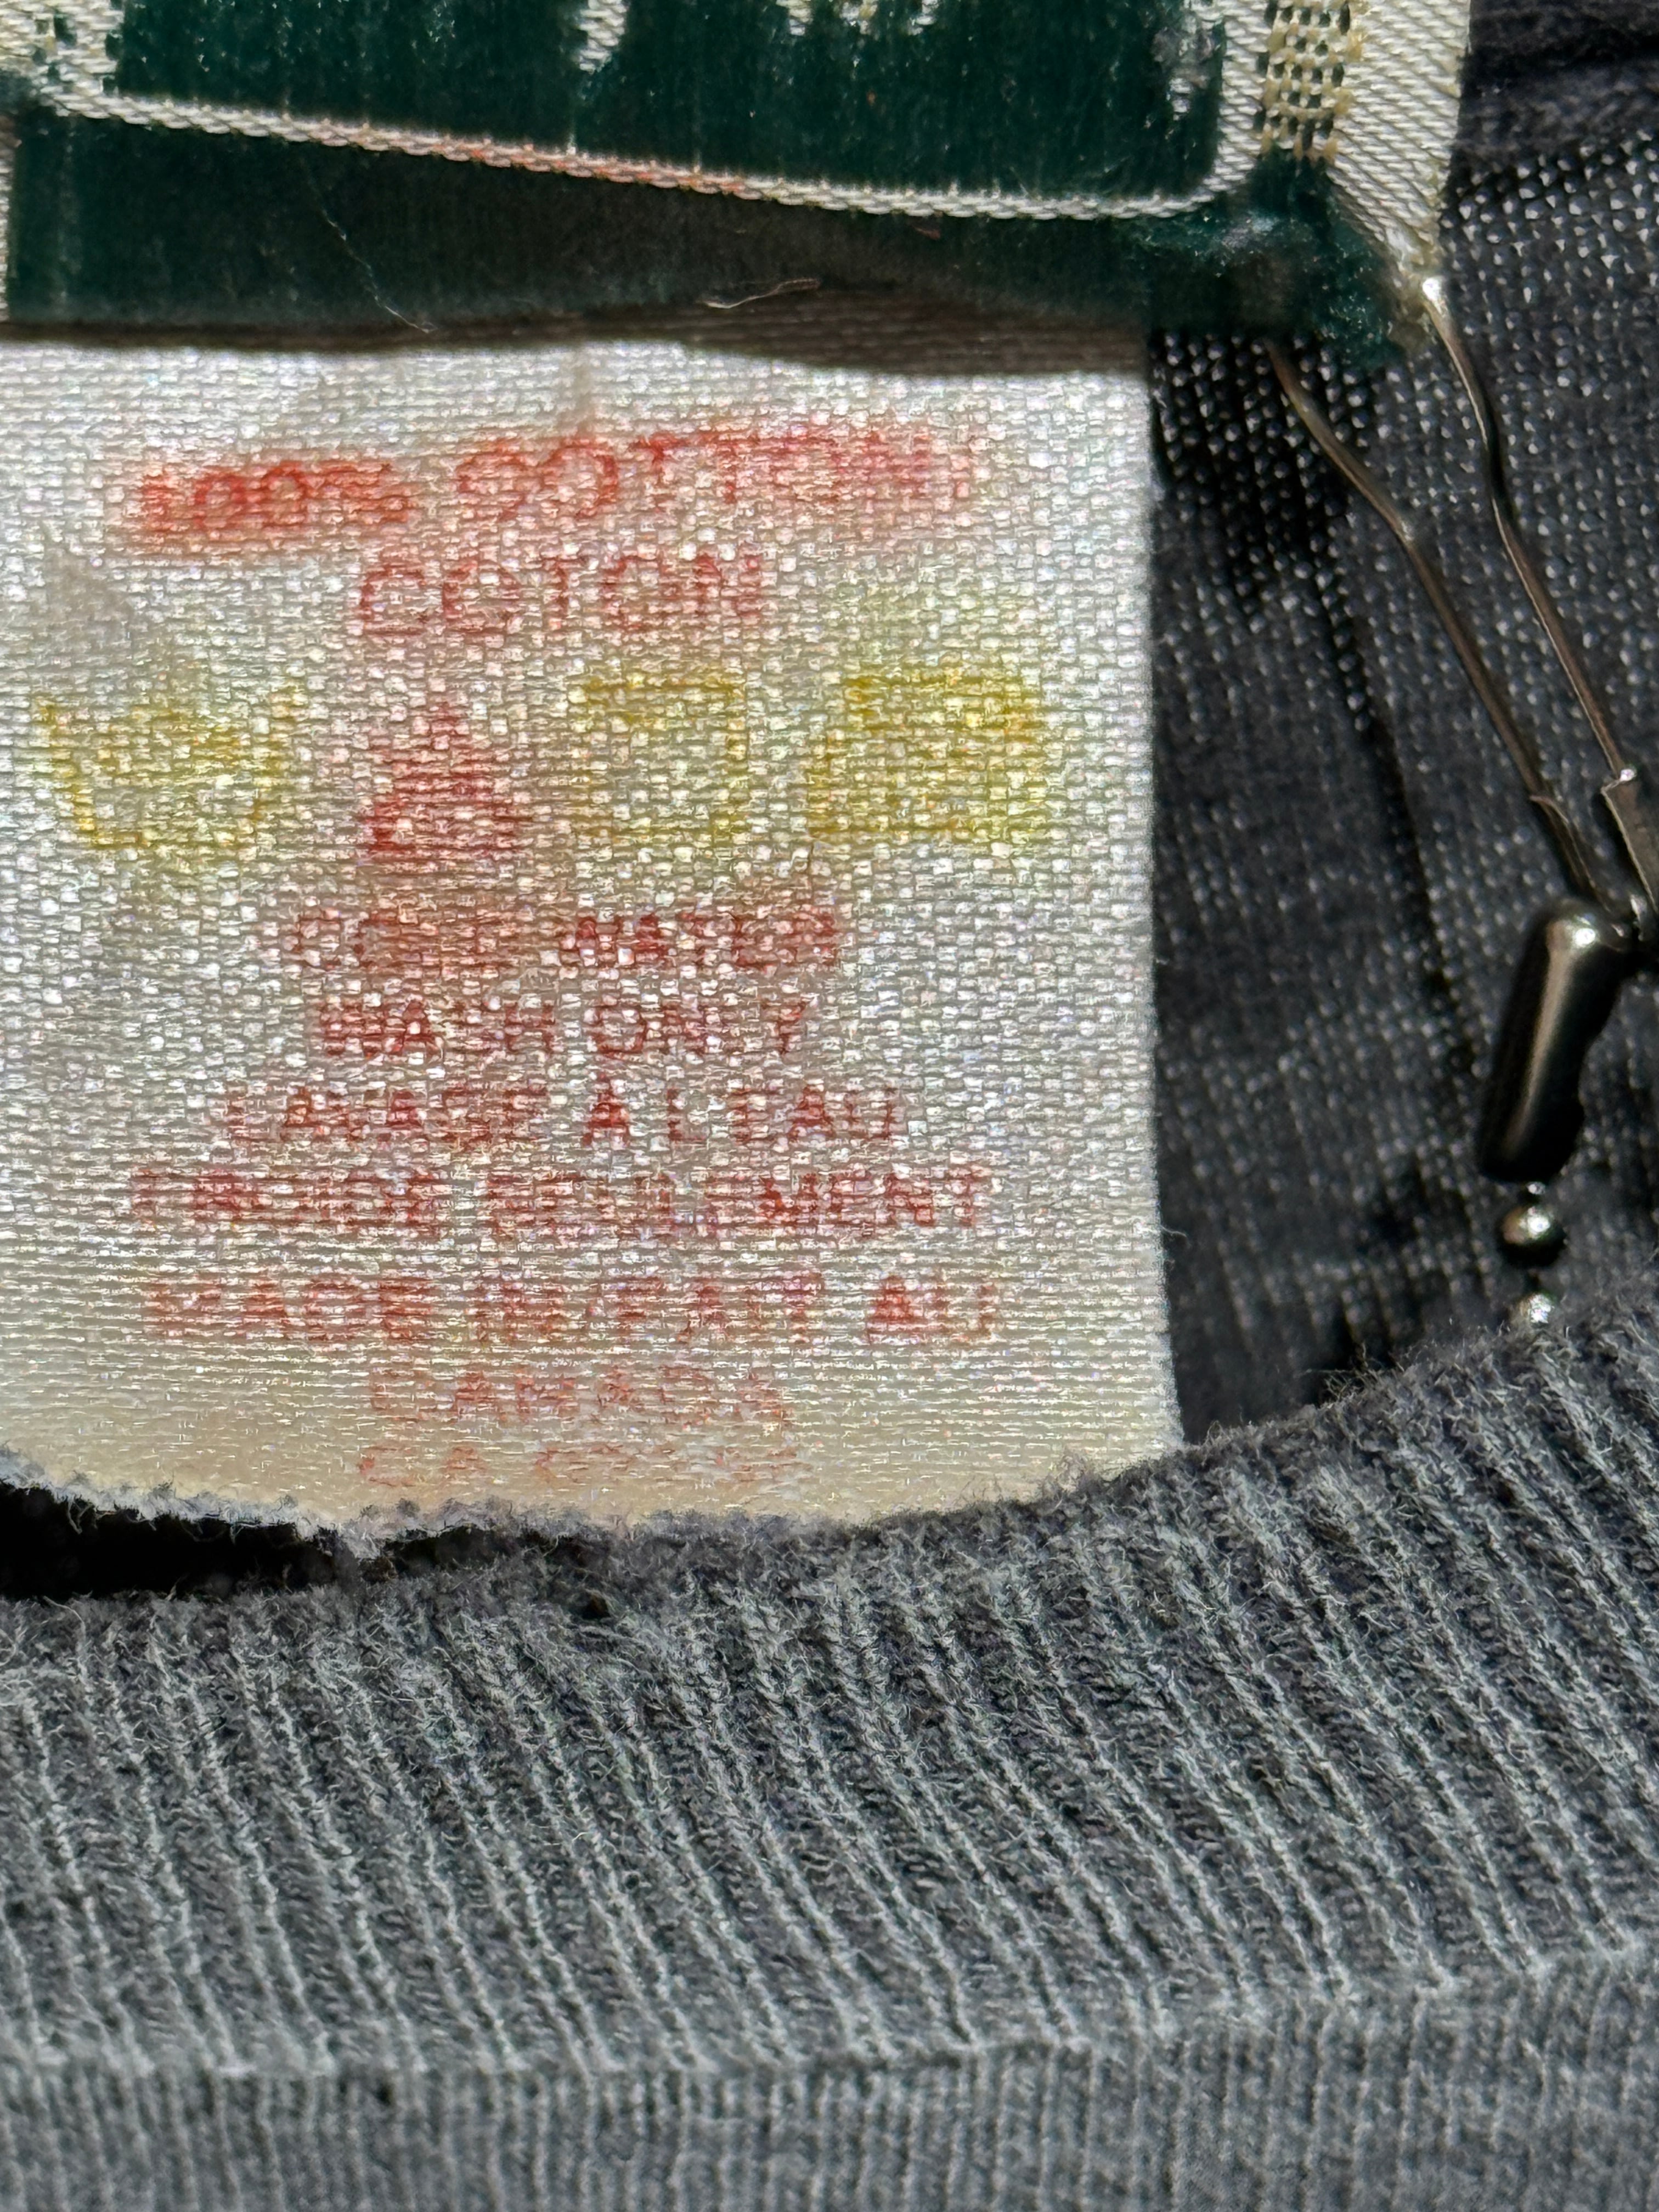 100% COTTON
COTON
COLD WATER
WASH ONLY
LAVAGE À L'EAU
FROIDE SEULEMENT
MADE IN/FAIT AU
CANADA